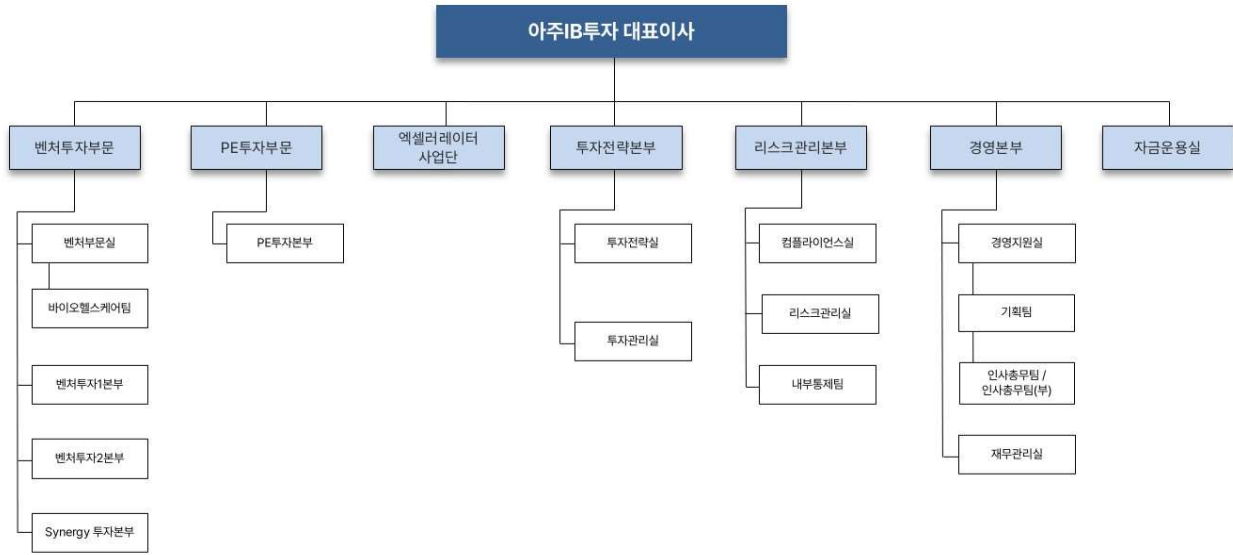 아주IB투자 대표이사
벤처투자부문
PE투자부문
엑셀러레이터
사업단
투자전략본부
리스크관리본부
경영본부
자금운용실
벤처부문실
바이오헬스케어팀
벤처투자1본부
벤처투자2본부
Synergy 투자본부
PE투자본부
투자전략실
투자관리실
컴플라이언스실
리스크관리실
내부통제팀
경영지원실
기획팀
인사총무팀 /
인사총무팀(부)
재무관리실